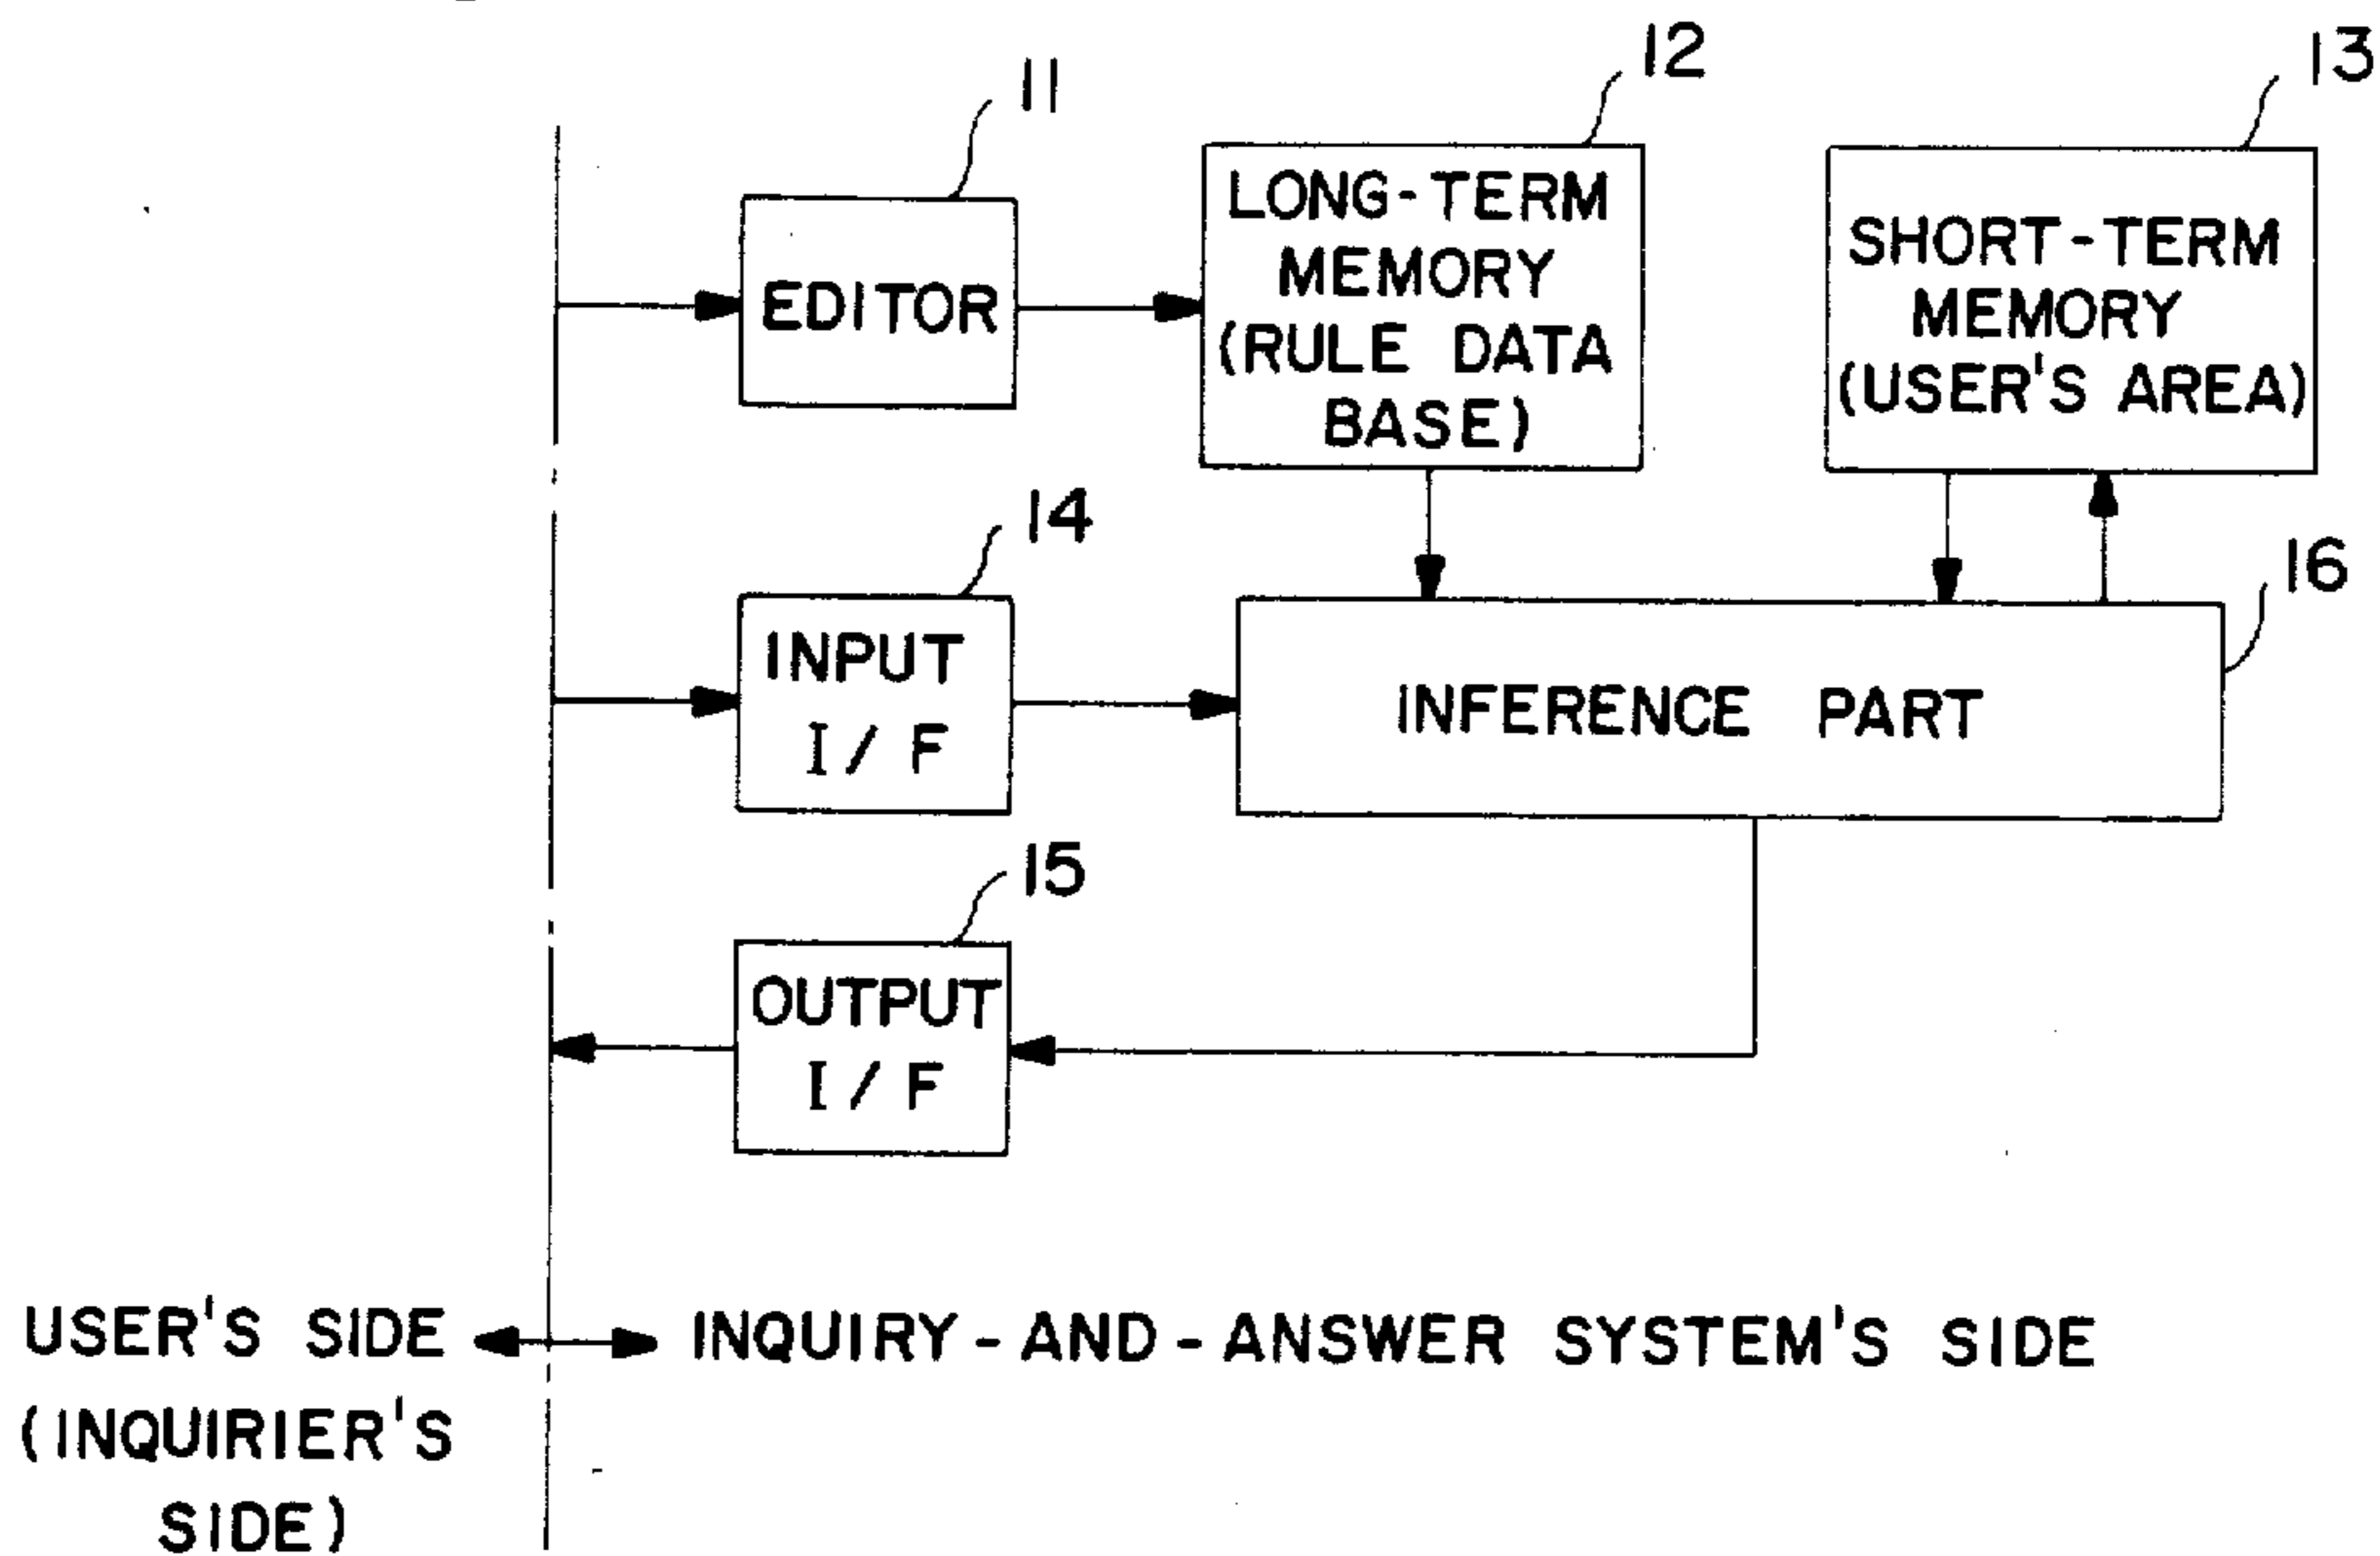 11
12
13
EDITOR
LONG-TERM
MEMORY
(RULE DATA
BASE)
SHORT-TERM
MEMORY
(USER'S AREA)
14
16
INPUT
I/F
INFERENCE PART
15
OUTPUT
I/F
USER'S SIDE
(INQUIRIER'S
SIDE)
INQUIRY-AND-ANSWER SYSTEM'S SIDE